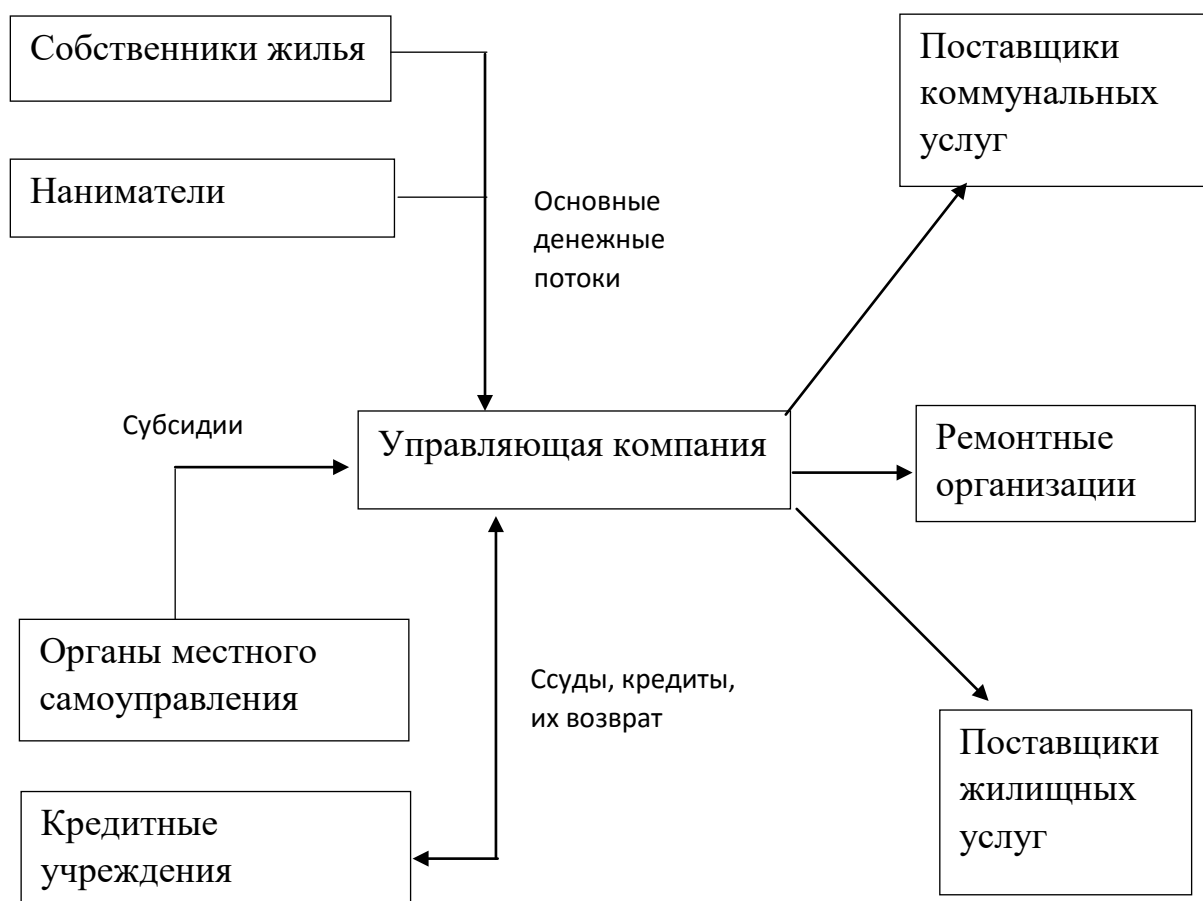 Собственники жилья
Поставщики
коммунальных
услуг
Наниматели
Основные
денежные
потоки
Субсидии
Управляющая компания
Ремонтные
организации
Органы местного
самоуправления
Ссуды, кредиты,
их возврат
Поставщики
жилищных
услуг
Кредитные
учреждения